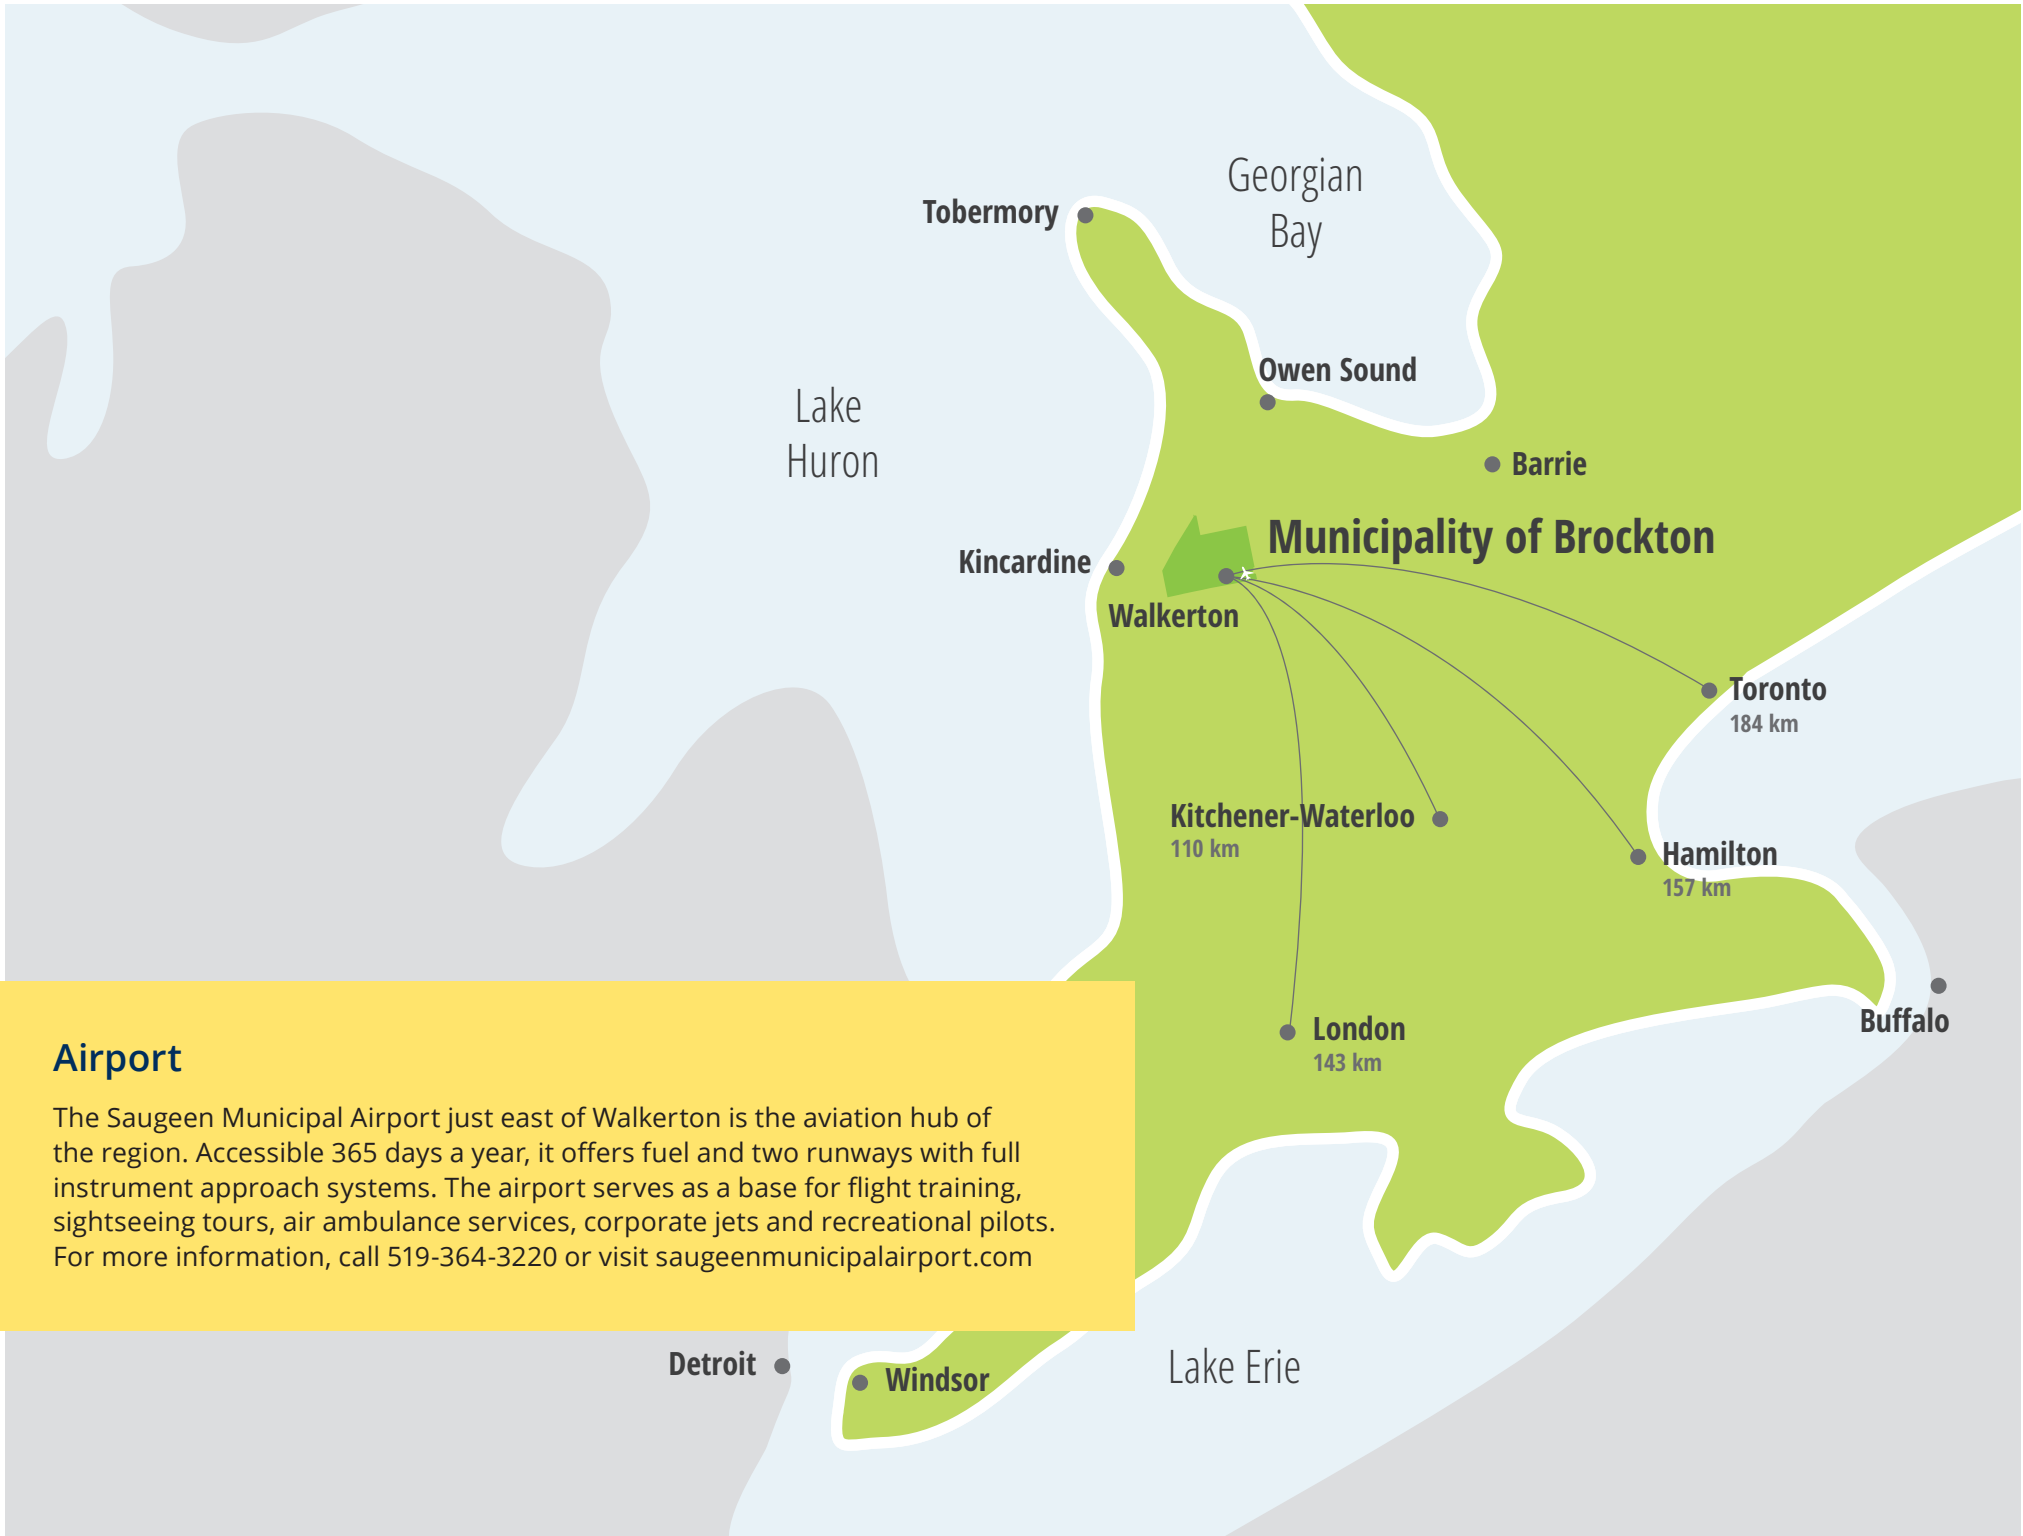 Georgian
Bay
Tobermory
Owen Sound
Lake
Huron
Barrie
Municipality of Brockton
Kincardine
Walkerton
Toronto
184 km
Kitchener-Waterloo
110 km
Hamilton
157 km
Buffalo
London
143 km
Airport
The Saugeen Municipal Airport just east of Walkerton is the aviation hub of
the region. Accessible 365 days a year, it offers fuel and two runways with full
instrument approach systems. The airport serves as a base for flight training,
sightseeing tours, air ambulance services, corporate jets and recreational pilots.
For more information, call 519-364-3220 or visit saugeenmunicipalairport.com
Detroit
Windsor
Lake Erie